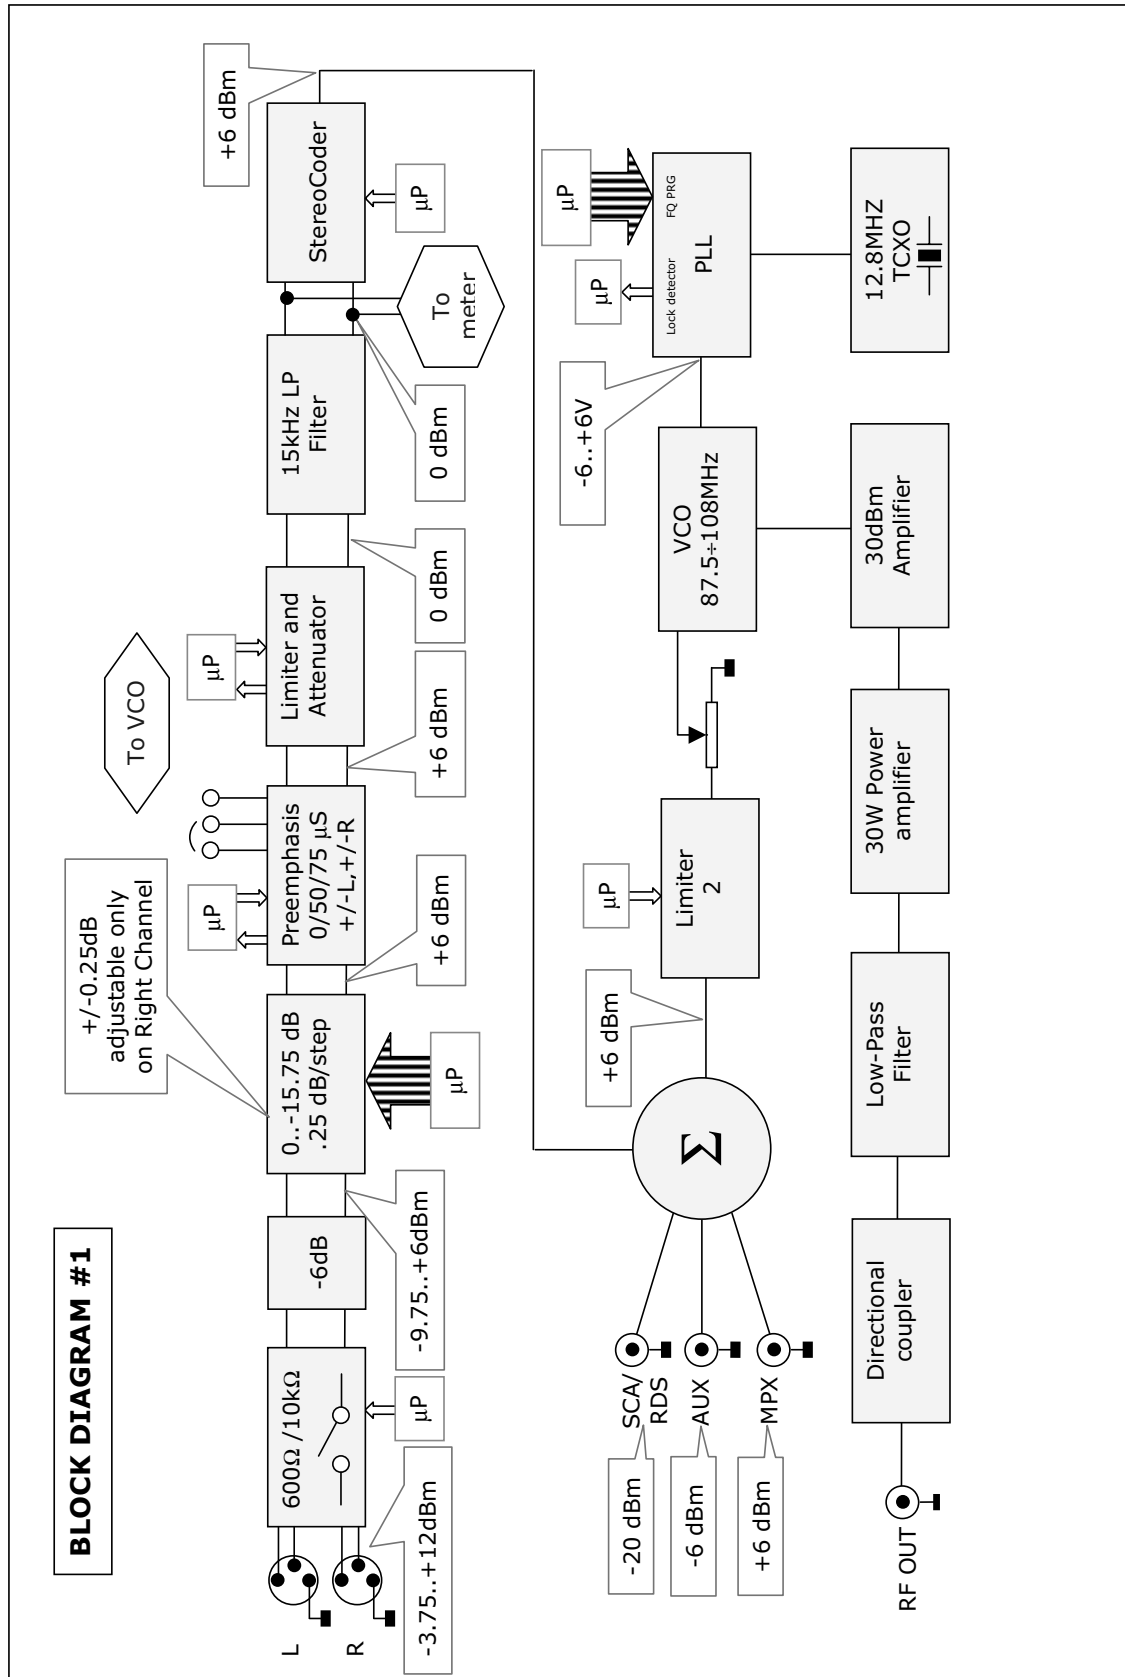 BLOCK DIAGRAM #1
+/-0.25dB
adjustable only
on Right Channel
To VCO
+6 dBm
L
R
-3.75..+12dBm
600Ω /10kΩ
µP
-6dB
-9.75..+6dBm
0..-15.75 dB
.25 dB/step
µP
+6 dBm
Preemphasis
0/50/75 µS
+/-L,+/-R
µP
+6 dBm
Limiter and
Attenuator
µP
0 dBm
15kHz LP
Filter
0 dBm
To
meter
StereoCoder
µP
SCA/
RDS
-20 dBm
AUX
-6 dBm
MPX
+6 dBm
Σ
+6 dBm
Limiter
2
µP
VCO
87.5÷108MHz
-6..+6V
PLL
Lock detector
FQ PRG
µP
µP
12.8MHZ
TCXO
30dBm
Amplifier
30W Power
amplifier
Low-Pass
Filter
Directional
coupler
RF OUT